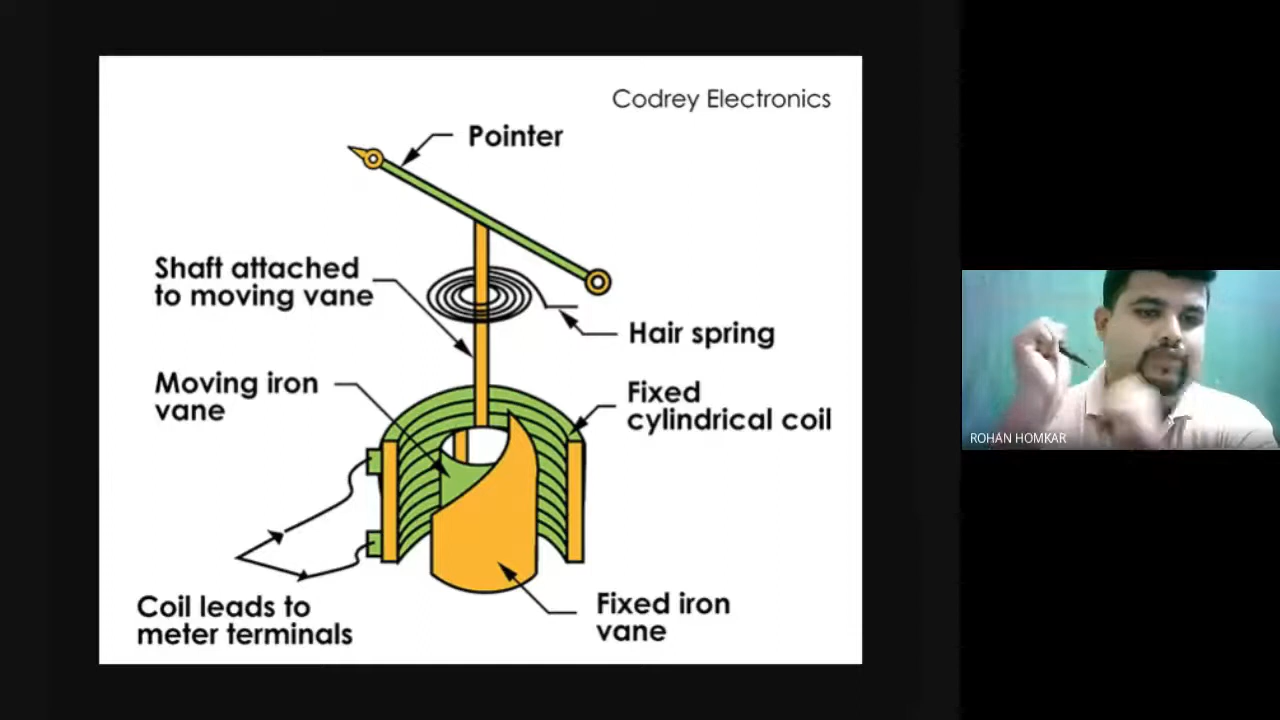 Codrey Electronics
Pointer
Shaft attached
to moving vane
Hair spring
Moving iron
vane
Fixed
cylindrical coil
Coil leads to
meter terminals
Fixed iron
vane
ROHAN HOMKAR